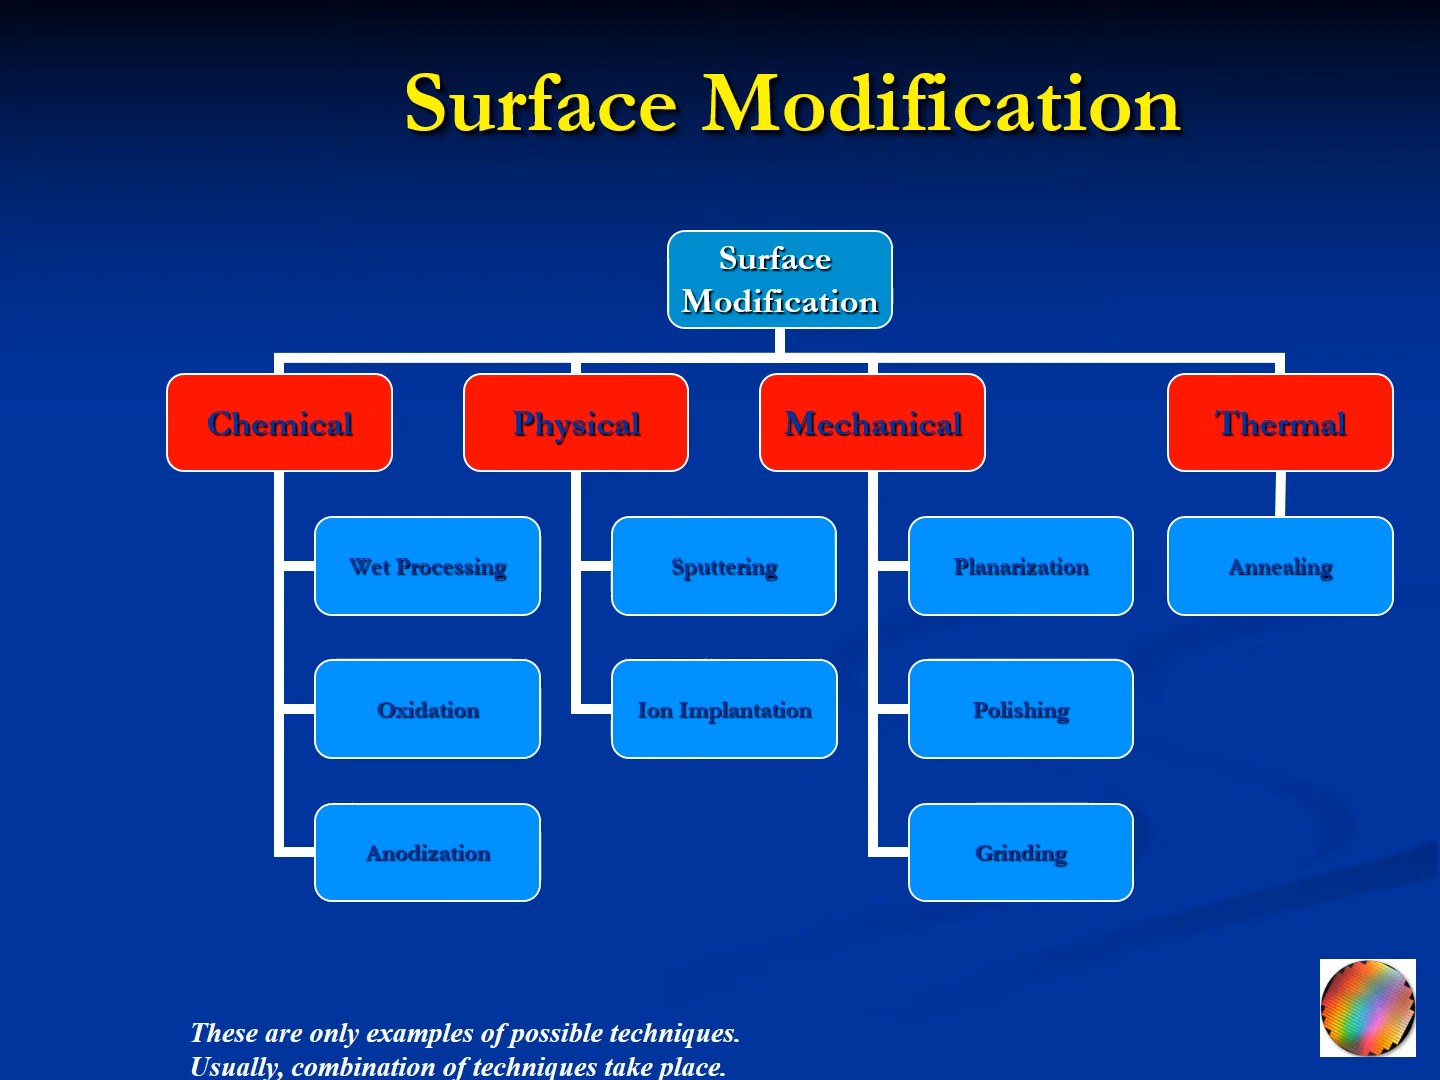 Surface Modification
Surface
Modification
Chemical
Physical
Mechanical
Thermal
Wet Processing
Sputtering
Planarization
Annealing
Oxidation
Ion Implantation
Polishing
Anodization
Grinding
These are only examples of possible techniques.
Usually, combination of techniques take place.